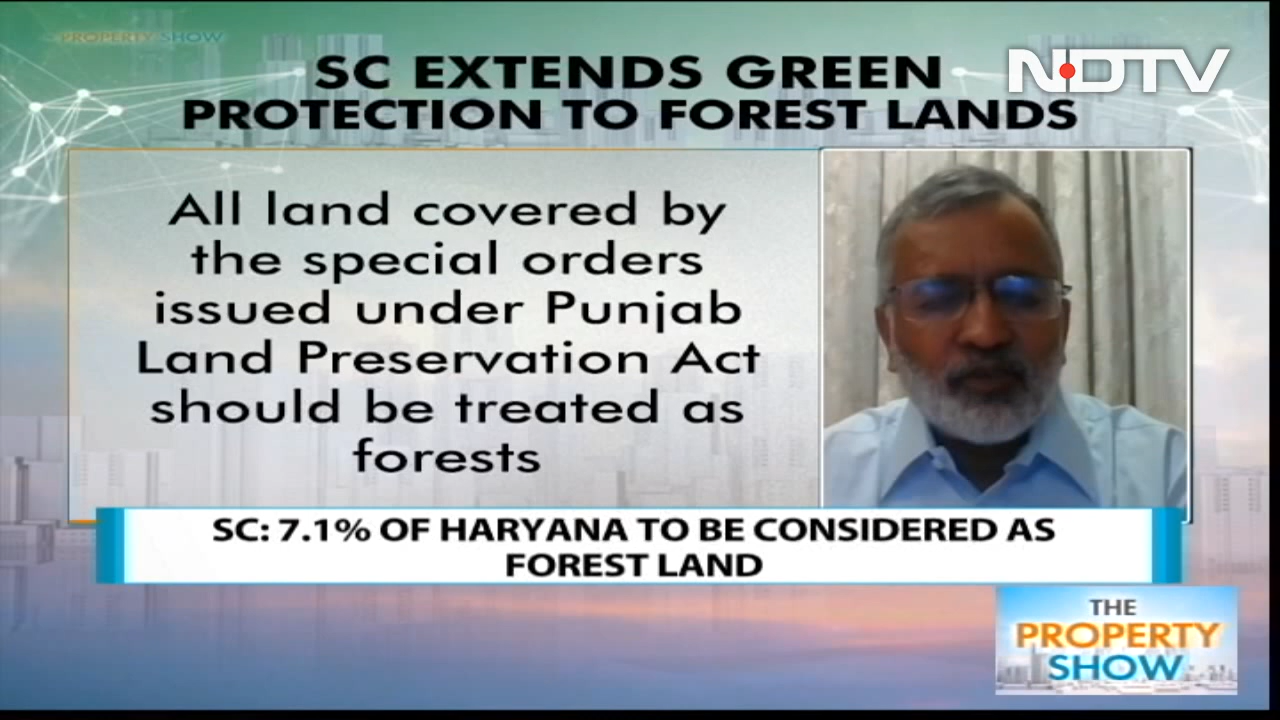 PROPERTY SHOW
SC EXTENDS GREEN
NDTV
PROTECTION TO FOREST LANDS
All land covered by
the special orders
issued under Punjab
Land Preservation Act
should be treated as
forests
SC: 7.1% OF HARYANA TO BE CONSIDERED AS
FOREST LAND
THE
PROPERTY
SHOW